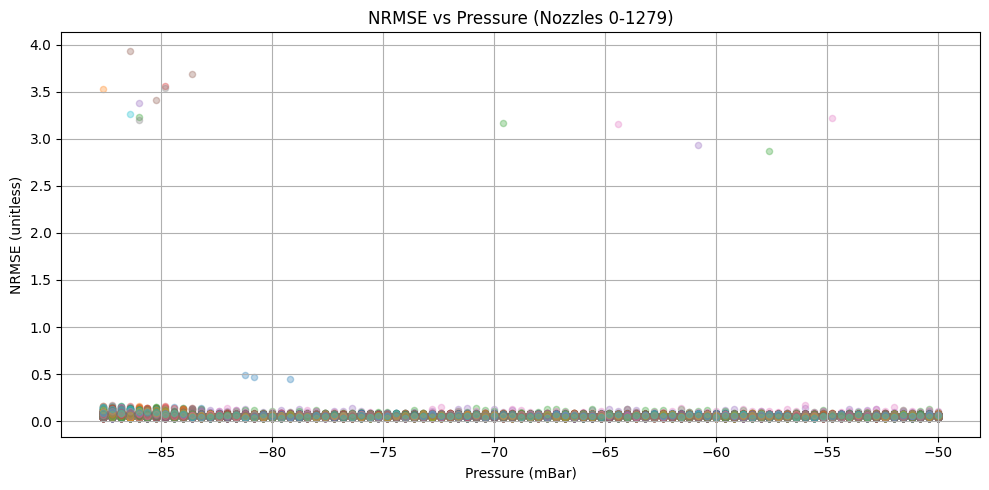 NRMSE vs Pressure (Nozzles 0-1279)
4.0
3.5
3.0
2.5
2.0
1.5
1.0
0.5
0.0
NRMSE (unitless)
−85 −80 −75 −70 −65 −60 −55 −50
Pressure (mBar)